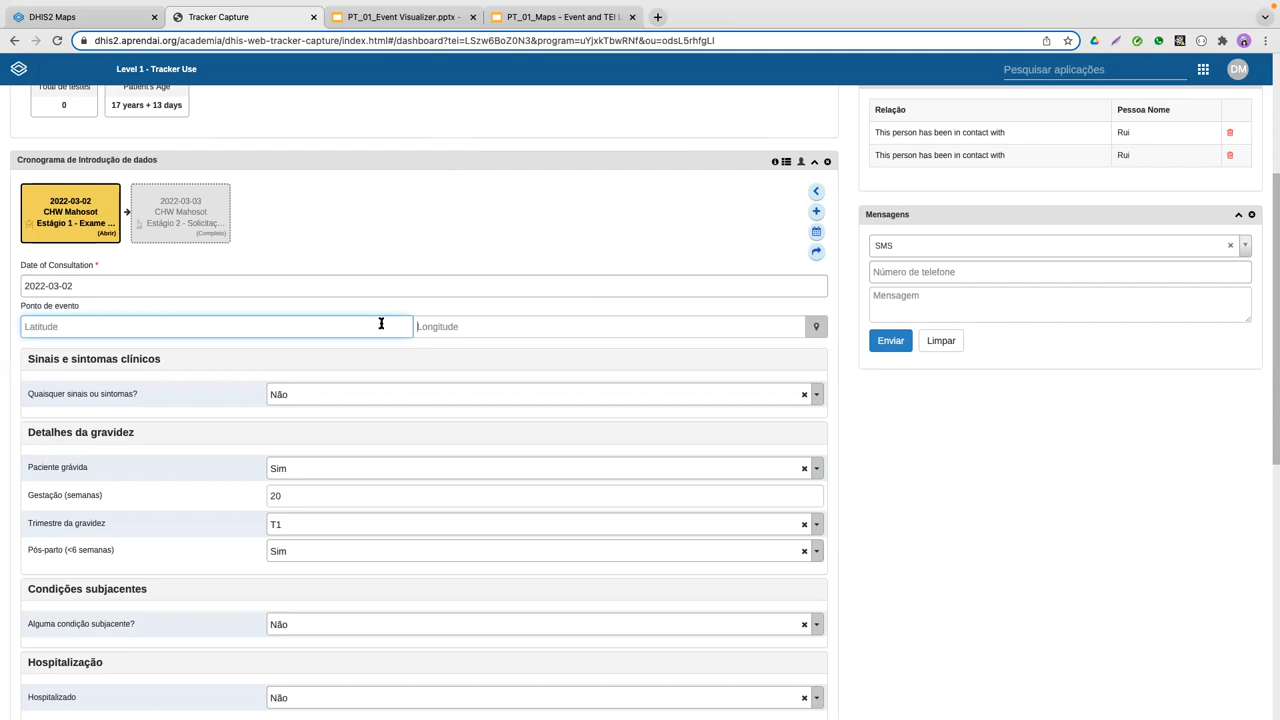 DHIS2 Maps
Tracker Capture
PT_01_Event Visualizer.pptx -
PT_01_Maps - Event and TEI L
dhis2.aprendai.org/academia/dhis-web-tracker-capture/index.html#/dashboard?tei=LSzw6BoZ0N3&program=uYjxkTbwRNf&ou=odsL5rhfgLI
Level 1 - Tracker Use
Pesquisar aplicações
DM
Total de testes
0
Patient's Age
17 years + 13 days
Cronograma de Introdução de dados
2022-03-02
CHW Mahosot
Estágio 1 - Exame ...
(Abrir)
2022-03-03
CHW Mahosot
Estágio 2 - Solicitaç...
(Completo)
Date of Consultation *
2022-03-02
Ponto de evento
Latitude
Longitude
Sinais e sintomas clínicos
Quaisquer sinais ou sintomas?
Não
Detalhes da gravidez
Paciente grávida
Sim
Gestação (semanas)
20
Trimestre da gravidez
T1
Pós-parto (<6 semanas)
Sim
Condições subjacentes
Alguma condição subjacente?
Não
Hospitalização
Hospitalizado
Não
Relação
Pessoa Nome
This person has been in contact with
Rui
This person has been in contact with
Rui
Mensagens
SMS
Número de telefone
Mensagem
Enviar
Limpar